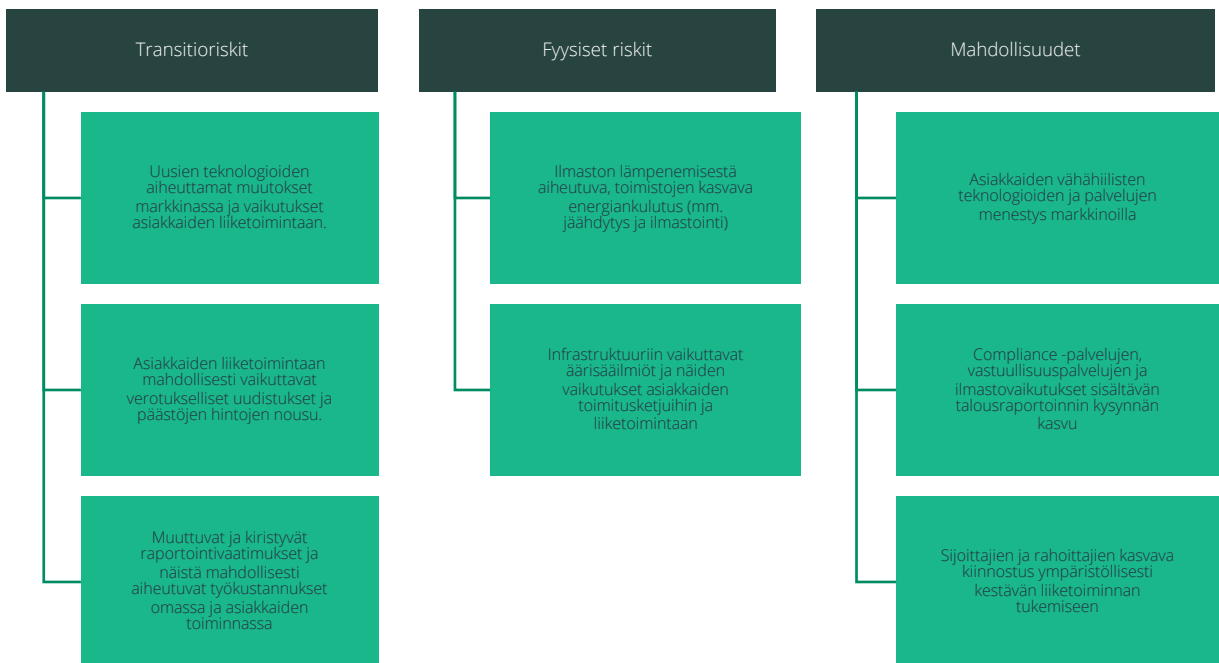 Transitioriskit
Uusien teknologioiden
aiheuttamat muutokset
markkinassa ja vaikutukset
asiakkaiden liiketoimintaan.
Asiakkaiden liiketoimintaan
mahdollisesti vaikuttavat
verotukselliset uudistukset ja
päästöjen hintojen nousu.
Muuttuvat ja kiristyvät
raportointivaatimukset ja
näistä mahdollisesti
aiheutuvat työkustannukset
omassa ja asiakkaiden
toiminnassa
Fyysiset riskit
Ilmaston lämpenemisestä
aiheutuva, toimistojen kasvava
energiankulutus (mm.
jäähdytys ja ilmastointi)
Infrastruktuuriin vaikuttavat
äärisääilmiöt ja näiden
vaikutukset asiakkaiden
toimitusketjuihin ja
liiketoimintaan
Mahdollisuudet
Asiakkaiden vähähiilisten
teknologioiden ja palvelujen
menestys markkinoilla
Compliance -palvelujen,
vastuullisuuspalvelujen ja
ilmastovaikutukset sisältävän
talousraportoinnin kysynnän
kasvu
Sijoittajien ja rahoittajien kasvava
kiinnostus ympäristöllisesti
kestävän liiketoiminnan
tukemiseen